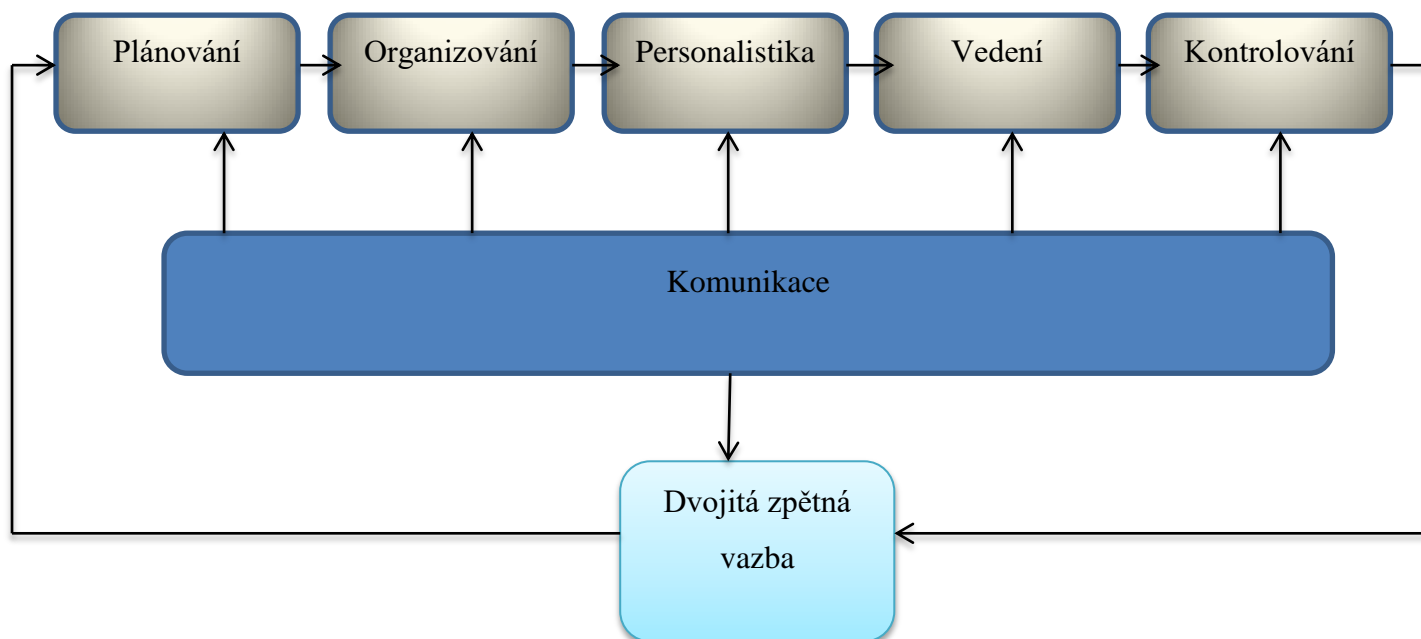 Plánování
Organizování
Personalistika
Vedení
Kontrolování
Komunikace
Dvojitá zpětná
vazba